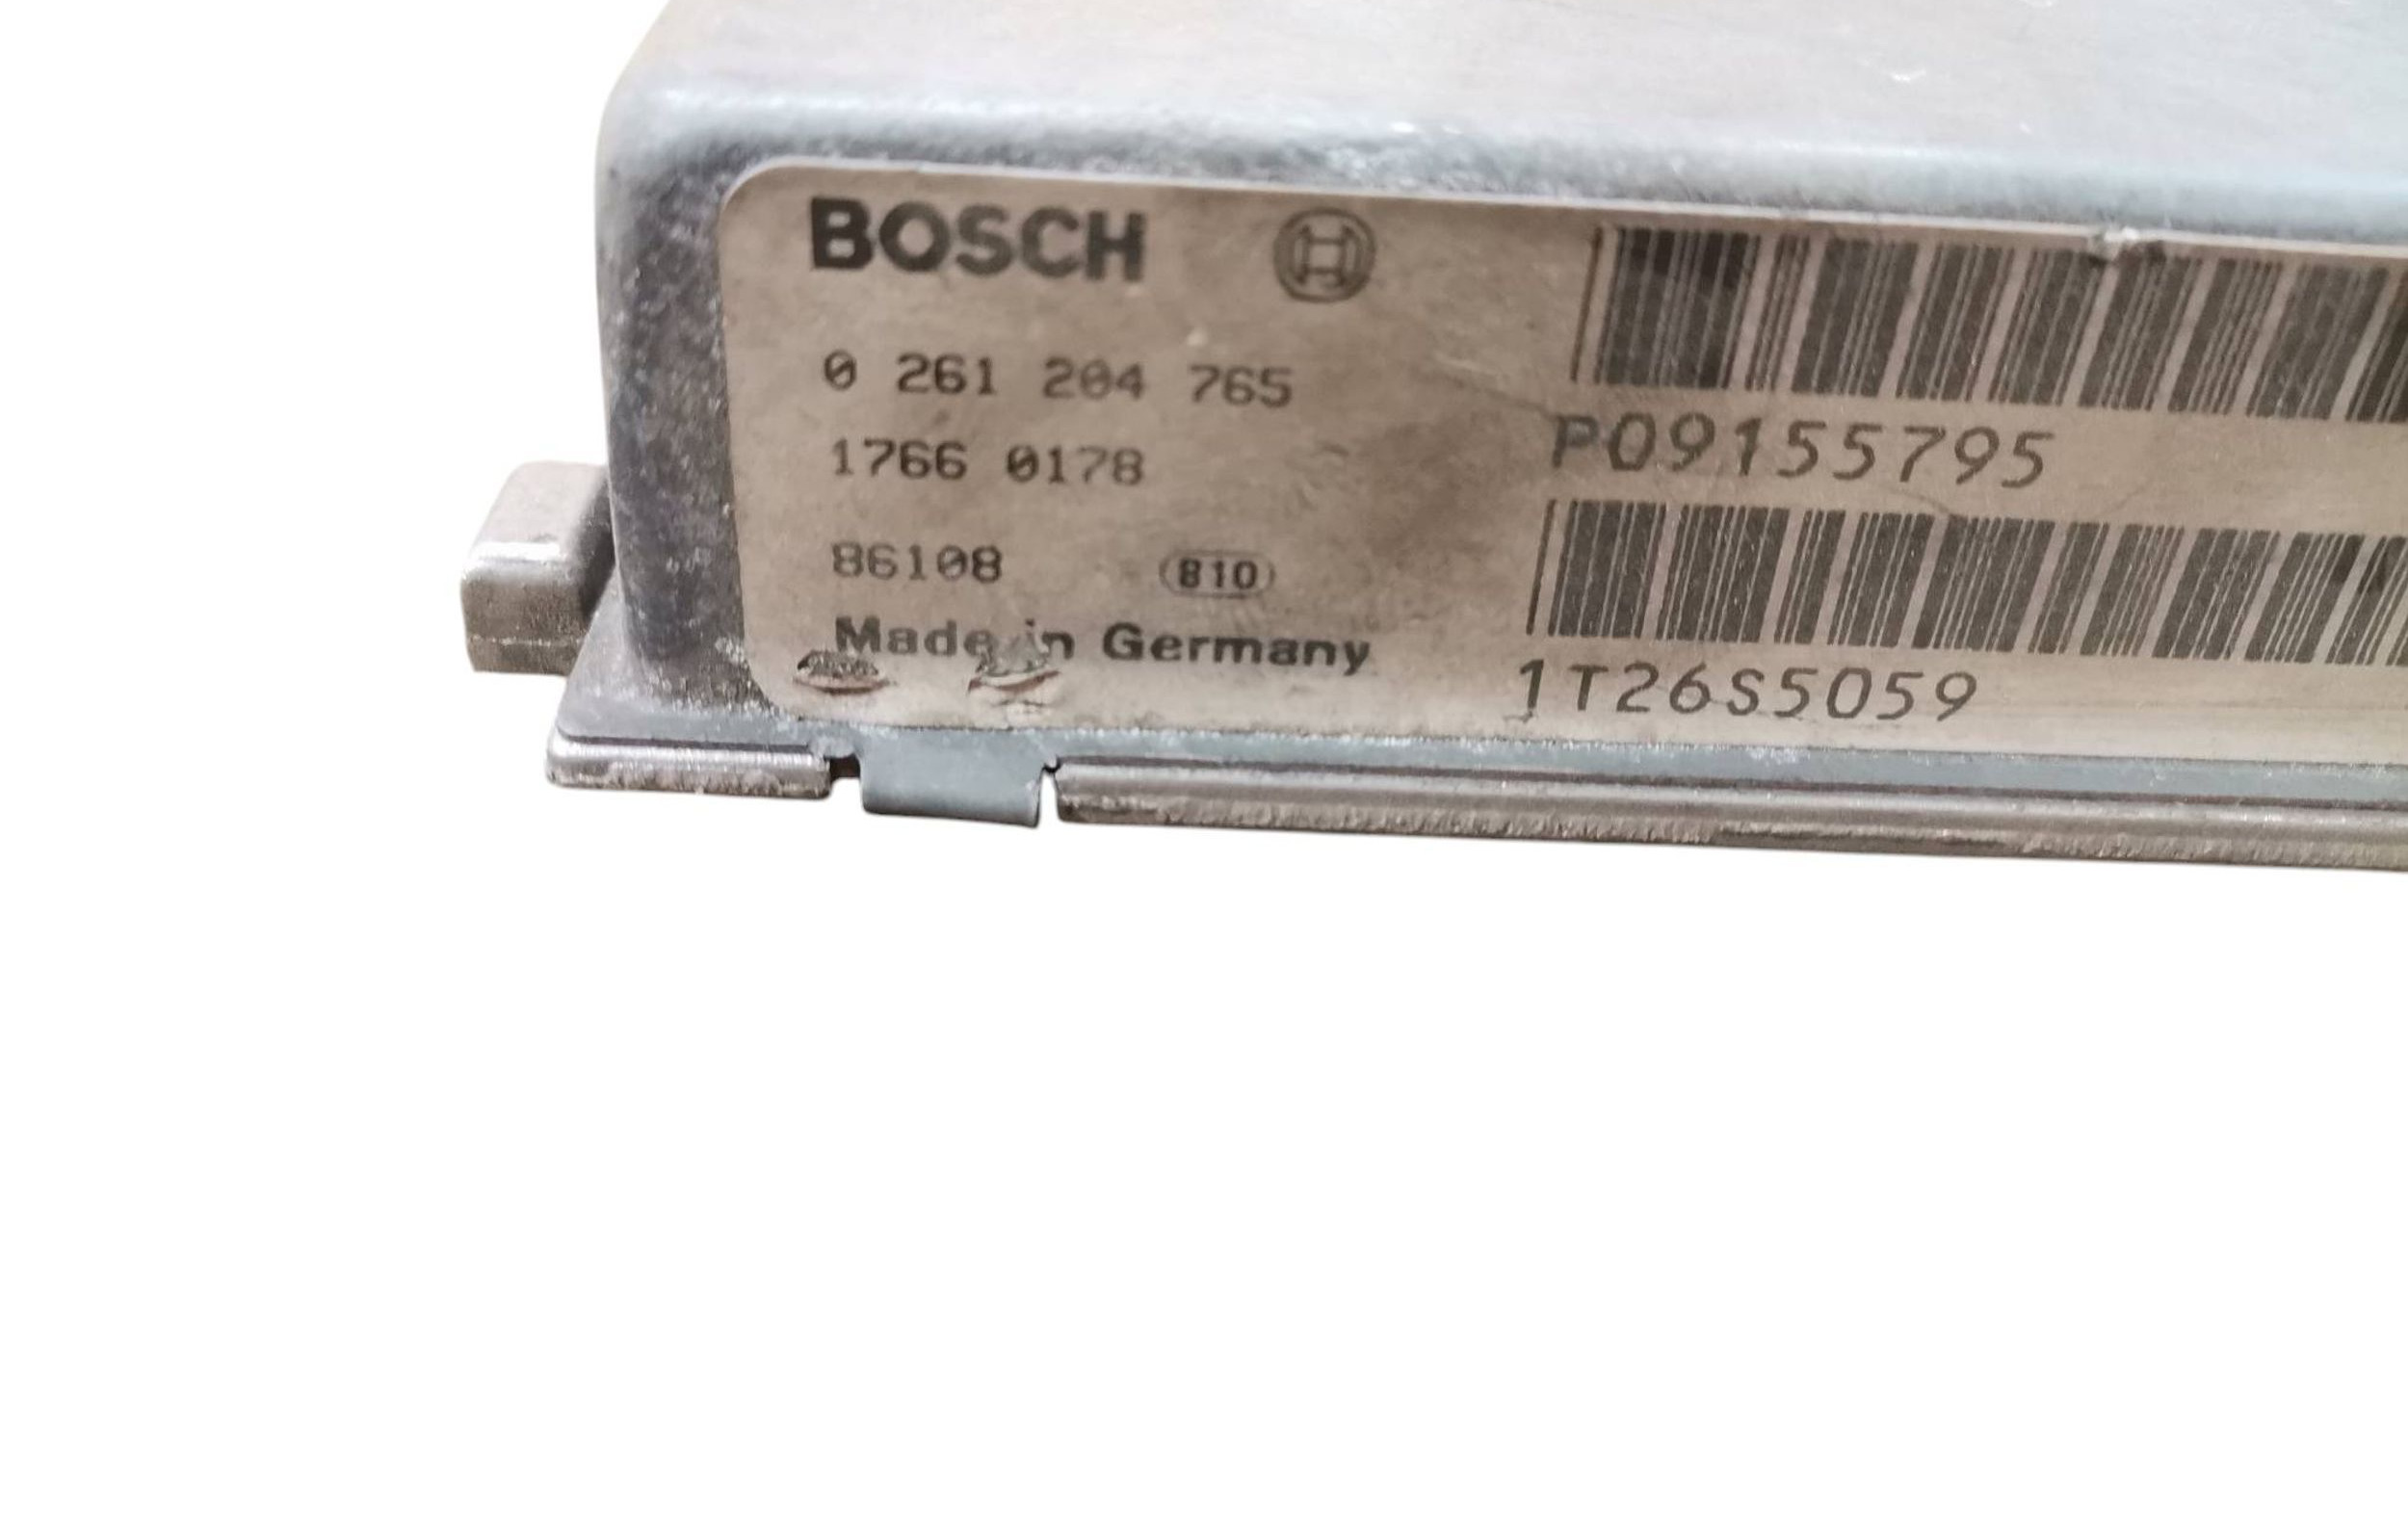 BOSCH
0 261 204 765
1766 0178
86108 810
Made in Germany
P09155795
1T26S5059